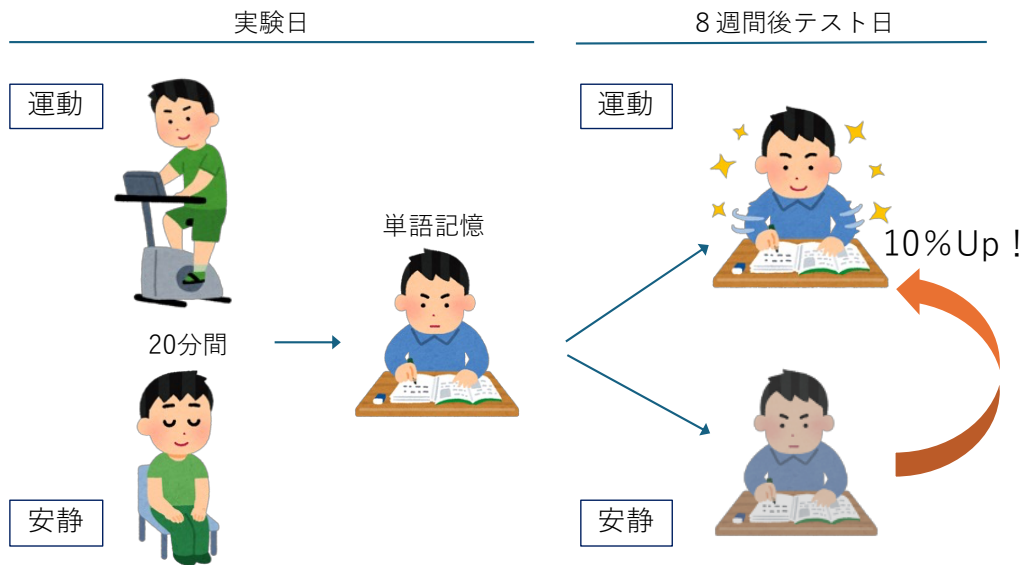 実験日
8週間後テスト日
運動
運動
単語記憶
10%Up!
20分間
安静
安静